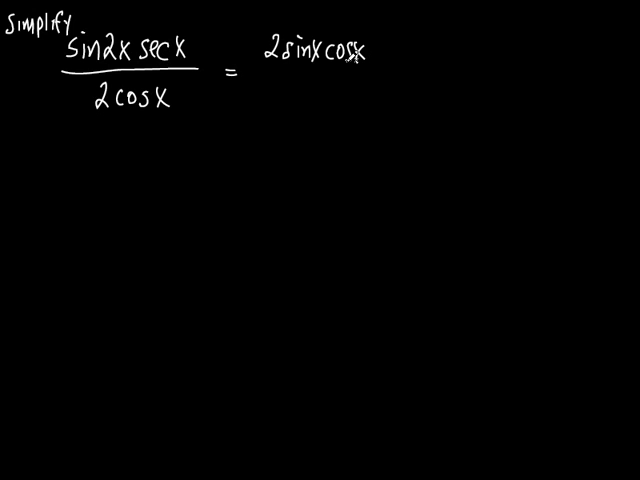 Simplify
sin2x secx = 2sinxcosx
2cosx